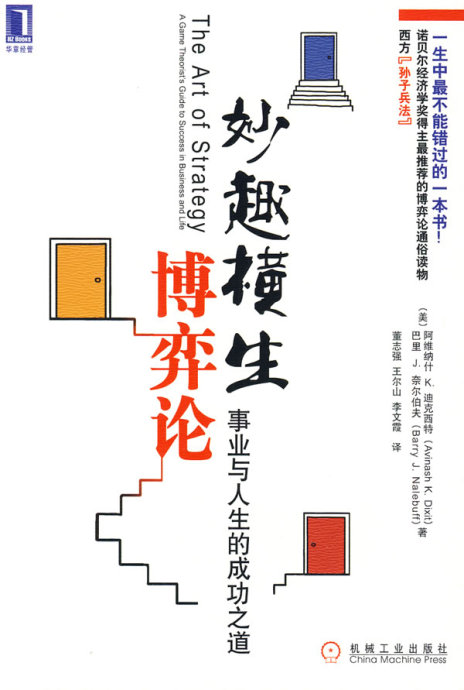 HZ Books
华章经管
一生中最不能错过的一本书！
诺贝尔经济学奖得主最推荐的博弈论通俗读物
西方『孙子兵法』
The Art of Strategy
A Game Theorist's Guide to Success in Business and Life
妙趣横生
博弈论
事业与人生的成功之道
（美）阿维纳什 K. 迪克西特（Avinash K. Dixit）
巴里 J. 奈尔伯夫（Barry J. Nalebuff）著
董志强 王尔山 李文霞 译
机械工业出版社
China Machine Press